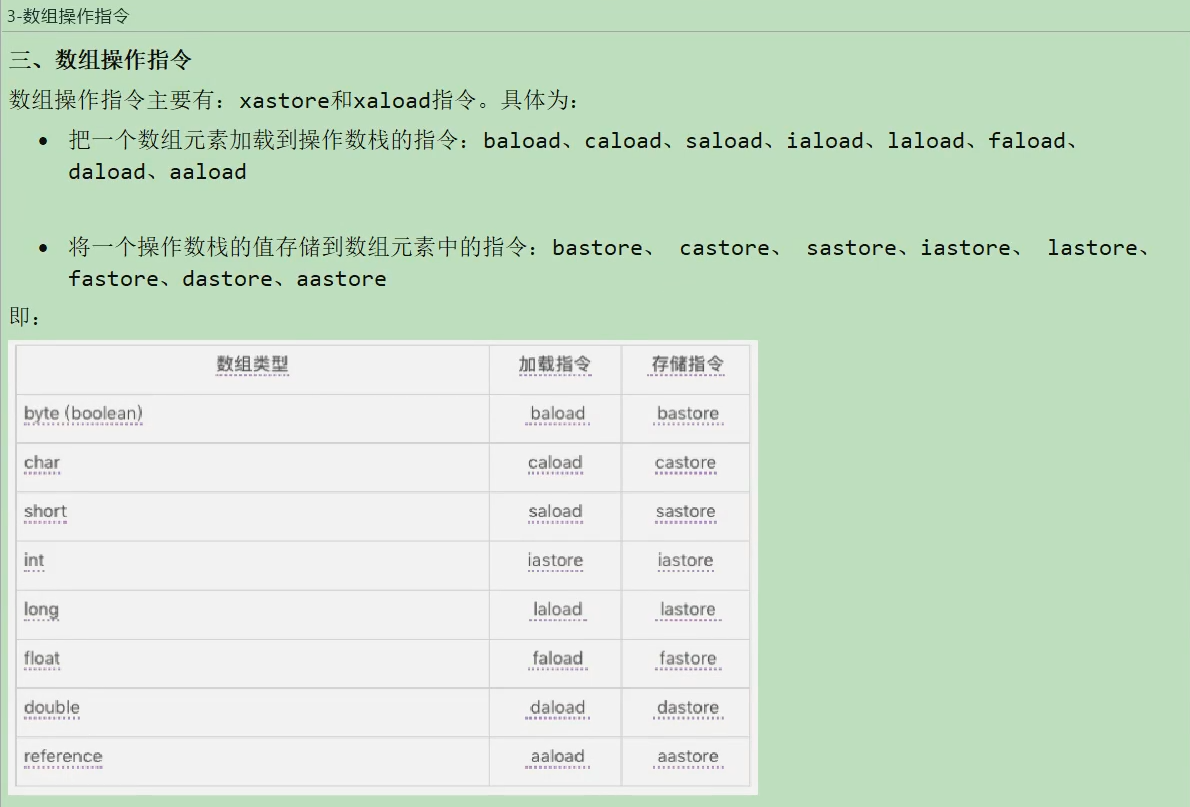 3-数组操作指令
三、数组操作指令
数组操作指令主要有：xastore和xaload指令。具体为：
• 把一个数组元素加载到操作数栈的指令：baload、caload、saload、iaload、laload、faload、
daload、aaload
• 将一个操作数栈的值存储到数组元素中的指令：bastore、 castore、 sastore、iastore、 lastore、
fastore、dastore、aastore
即：
数组类型 加载指令 存储指令
byte (boolean) baload bastore
char caload castore
short saload sastore
int iastore iastore
long laload lastore
float faload fastore
double daload dastore
reference aaload aastore